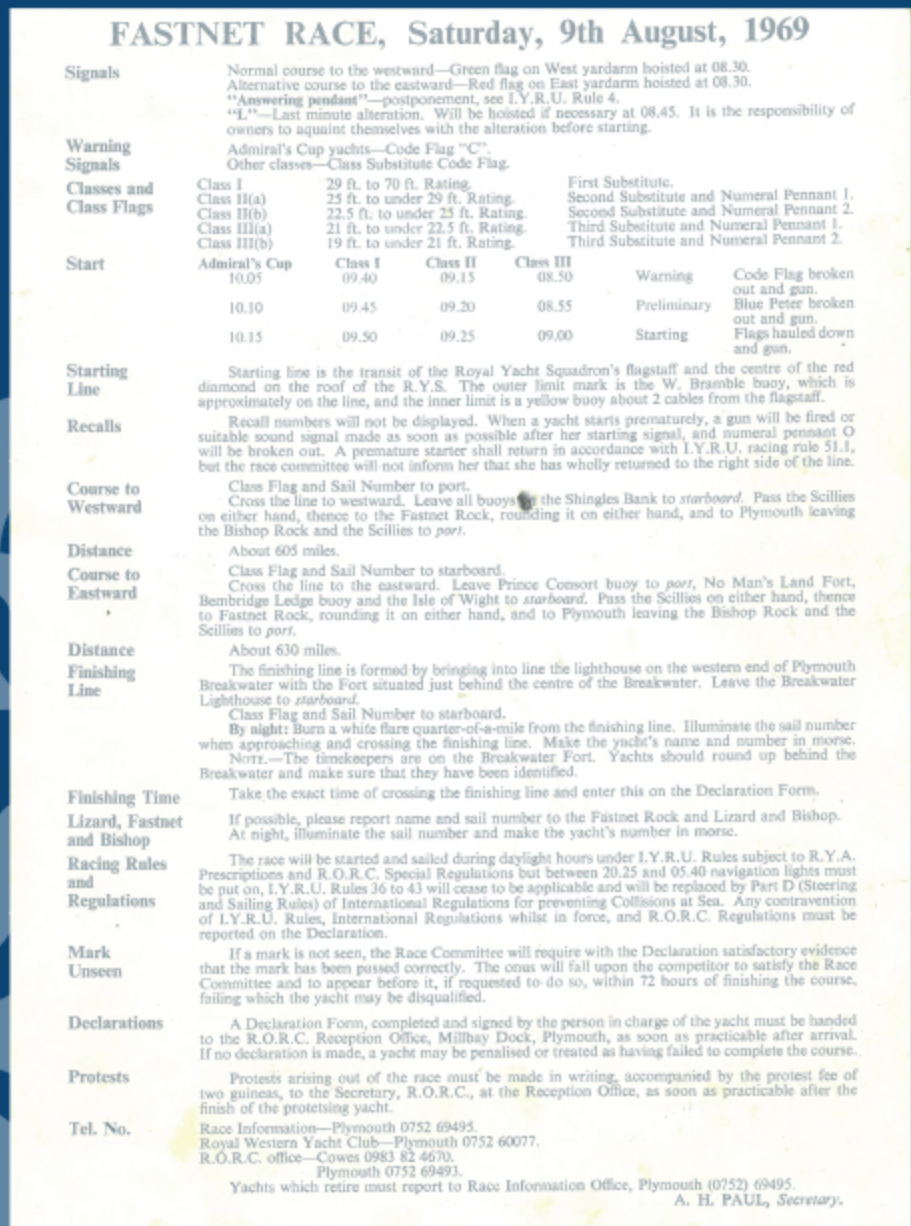 FASTNET RACE, Saturday, 9th August, 1969
Signals Normal course to the westward—Green flag on West yardarm hoisted at 08.30.
Alternative course to the eastward—Red flag on East yardarm hoisted at 08.30.
"Answering pendant"—postponement, see I.Y.R.U. Rule 4.
"L"—Last minute alteration. Will be hoisted if necessary at 08.45. It is the responsibility of
owners to aquaint themselves with the alteration before starting.
Warning Admiral's Cup yachts—Code Flag "C".
Signals Other classes—Class Substitute Code Flag.
Classes and Class I 29 ft. to 70 ft. Rating. First Substitute.
Class Flags Class II(a) 25 ft. to under 29 ft. Rating. Second Substitute and Numeral Pennant 1.
Class II(b) 22.5 ft. to under 25 ft. Rating. Second Substitute and Numeral Pennant 2.
Class III(a) 21 ft. to under 22.5 ft. Rating. Third Substitute and Numeral Pennant 1.
Class III(b) 19 ft. to under 21 ft. Rating. Third Substitute and Numeral Pennant 2.
Start Admiral's Cup Class I Class II Class III
10.05 09.40 09.15 08.50 Warning Code Flag broken
out and gun.
10.10 09.45 09.20 08.55 Preliminary Blue Peter broken
out and gun.
10.15 09.50 09.25 09.00 Starting Flags hauled down
and gun.
Starting Starting line is the transit of the Royal Yacht Squadron's flagstaff and the centre of the red
Line diamond on the roof of the R.Y.S. The outer limit mark is the W. Bramble buoy, which is
approximately on the line, and the inner limit is a yellow buoy about 2 cables from the flagstaff.
Recalls Recall numbers will not be displayed. When a yacht starts prematurely, a gun will be fired or
suitable sound signal made as soon as possible after her starting signal, and numeral pennant O
will be broken out. A premature starter shall return in accordance with I.Y.R.U. racing rule 51.1,
but the race committee will not inform her that she has wholly returned to the right side of the line.
Course to Class Flag and Sail Number to port.
Westward Cross the line to westward. Leave all buoys the Shingles Bank to starboard. Pass the Scillies
on either hand, thence to the Fastnet Rock, rounding it on either hand, and to Plymouth leaving
the Bishop Rock and the Scillies to port.
Distance About 605 miles.
Course to Class Flag and Sail Number to starboard.
Eastward Cross the line to the eastward. Leave Prince Consort buoy to port, No Man's Land Fort,
Bembridge Ledge buoy and the Isle of Wight to starboard. Pass the Scillies on either hand, thence
to Fastnet Rock, rounding it on either hand, and to Plymouth leaving the Bishop Rock and the
Scillies to port.
Distance About 630 miles.
Finishing The finishing line is formed by bringing into line the lighthouse on the western end of Plymouth
Line Breakwater with the Fort situated just behind the centre of the Breakwater. Leave the Breakwater
Lighthouse to starboard.
Class Flag and Sail Number to starboard.
By night: Burn a white flare quarter-of-a-mile from the finishing line. Illuminate the sail number
when approaching and crossing the finishing line. Make the yacht's name and number in morse.
NOTE.—The timekeepers are on the Breakwater Fort. Yachts should round up behind the
Breakwater and make sure that they have been identified.
Finishing Time Take the exact time of crossing the finishing line and enter this on the Declaration Form.
Lizard, Fastnet If possible, please report name and sail number to the Fastnet Rock and Lizard and Bishop.
and Bishop At night, illuminate the sail number and make the yacht's number in morse.
Racing Rules The race will be started and sailed during daylight hours under I.Y.R.U. Rules subject to R.Y.A.
and Prescriptions and R.O.R.C. Special Regulations but between 20.25 and 05.40 navigation lights must
Regulations be put on, I.Y.R.U. Rules 36 to 43 will cease to be applicable and will be replaced by Part D (Steering
and Sailing Rules) of International Regulations for preventing Collisions at Sea. Any contravention
of I.Y.R.U. Rules, International Regulations whilst in force, and R.O.R.C. Regulations must be
reported on the Declaration.
Mark If a mark is not seen, the Race Committee will require with the Declaration satisfactory evidence
Unseen that the mark has been passed correctly. The onus will fall upon the competitor to satisfy the Race
Committee and to appear before it, if requested to do so, within 72 hours of finishing the course,
failing which the yacht may be disqualified.
Declarations A Declaration Form, completed and signed by the person in charge of the yacht must be handed
to the R.O.R.C. Reception Office, Millbay Dock, Plymouth, as soon as practicable after arrival.
If no declaration is made, a yacht may be penalised or treated as having failed to complete the course.
Protests Protests arising out of the race must be made in writing, accompanied by the protest fee of
two guineas, to the Secretary, R.O.R.C., at the Reception Office, as soon as practicable after the
finish of the protetsing yacht.
Tel. No. Race Information—Plymouth 0752 69495.
Royal Western Yacht Club—Plymouth 0752 60077.
R.O.R.C. office—Cowes 0983 82 4670.
Plymouth 0752 69493.
Yachts which retire must report to Race Information Office, Plymouth (0752) 69495.
A. H. PAUL, Secretary.